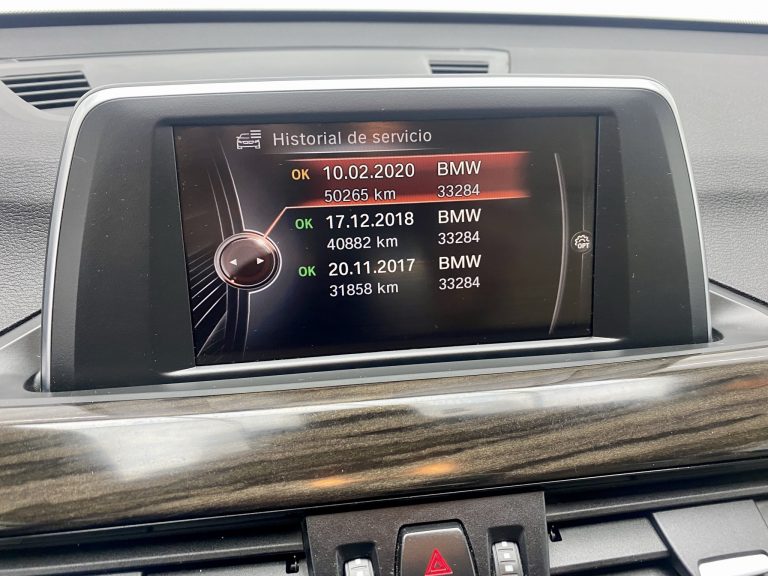 Historial de servicio
OK 10.02.2020 BMW
50265 km 33284
OK 17.12.2018 BMW
40882 km 33284
OK 20.11.2017 BMW
31858 km 33284
OPT